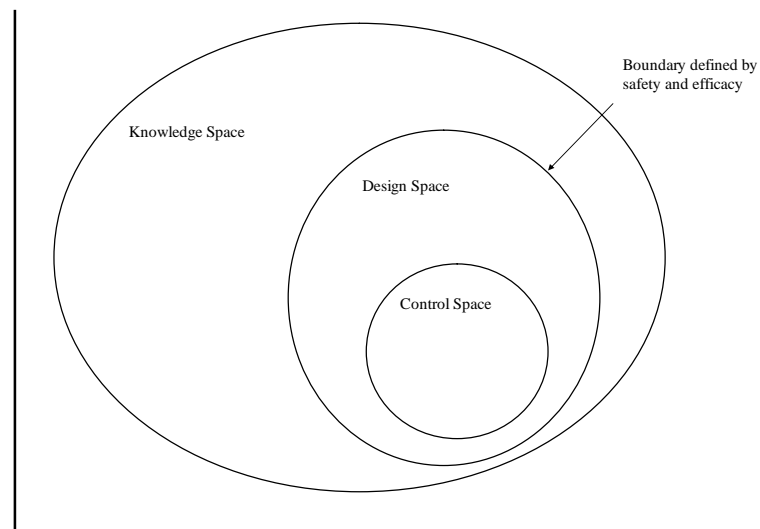 Boundary defined by
safety and efficacy
Knowledge Space
Design Space
Control Space